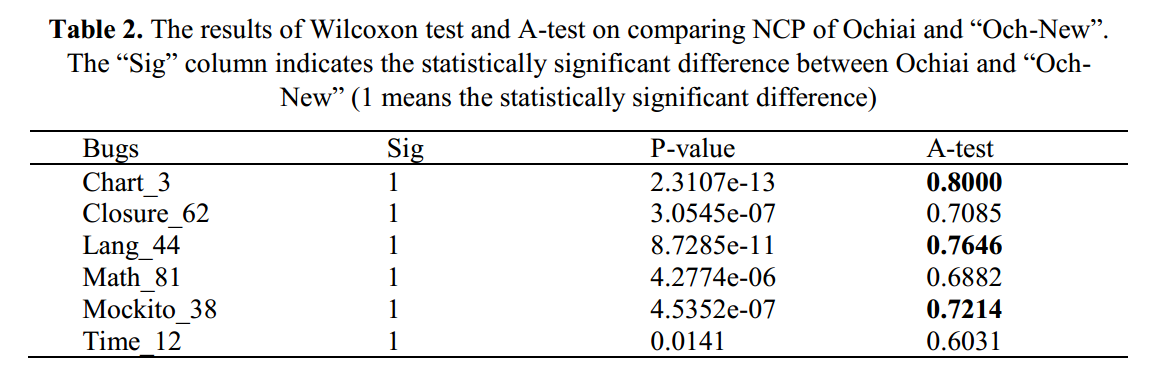 Table 2. The results of Wilcoxon test and A-test on comparing NCP of Ochiai and “Och-New”.
The “Sig” column indicates the statistically significant difference between Ochiai and “Och-
New” (1 means the statistically significant difference)
Bugs Sig P-value A-test
Chart_3 1 2.3107e-13 0.8000
Closure_62 1 3.0545e-07 0.7085
Lang_44 1 8.7285e-11 0.7646
Math_81 1 4.2774e-06 0.6882
Mockito_38 1 4.5352e-07 0.7214
Time_12 1 0.0141 0.6031